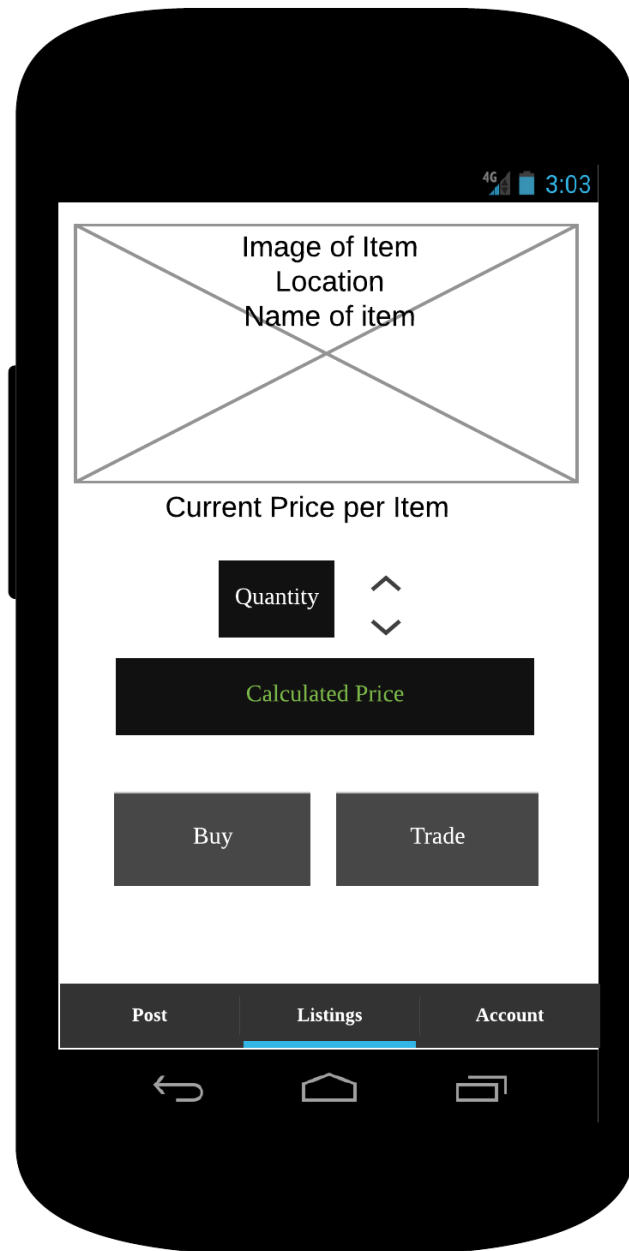 4G 3:03
Image of Item
Location
Name of item
Current Price per Item
Quantity
Calculated Price
Buy Trade
Post Listings Account